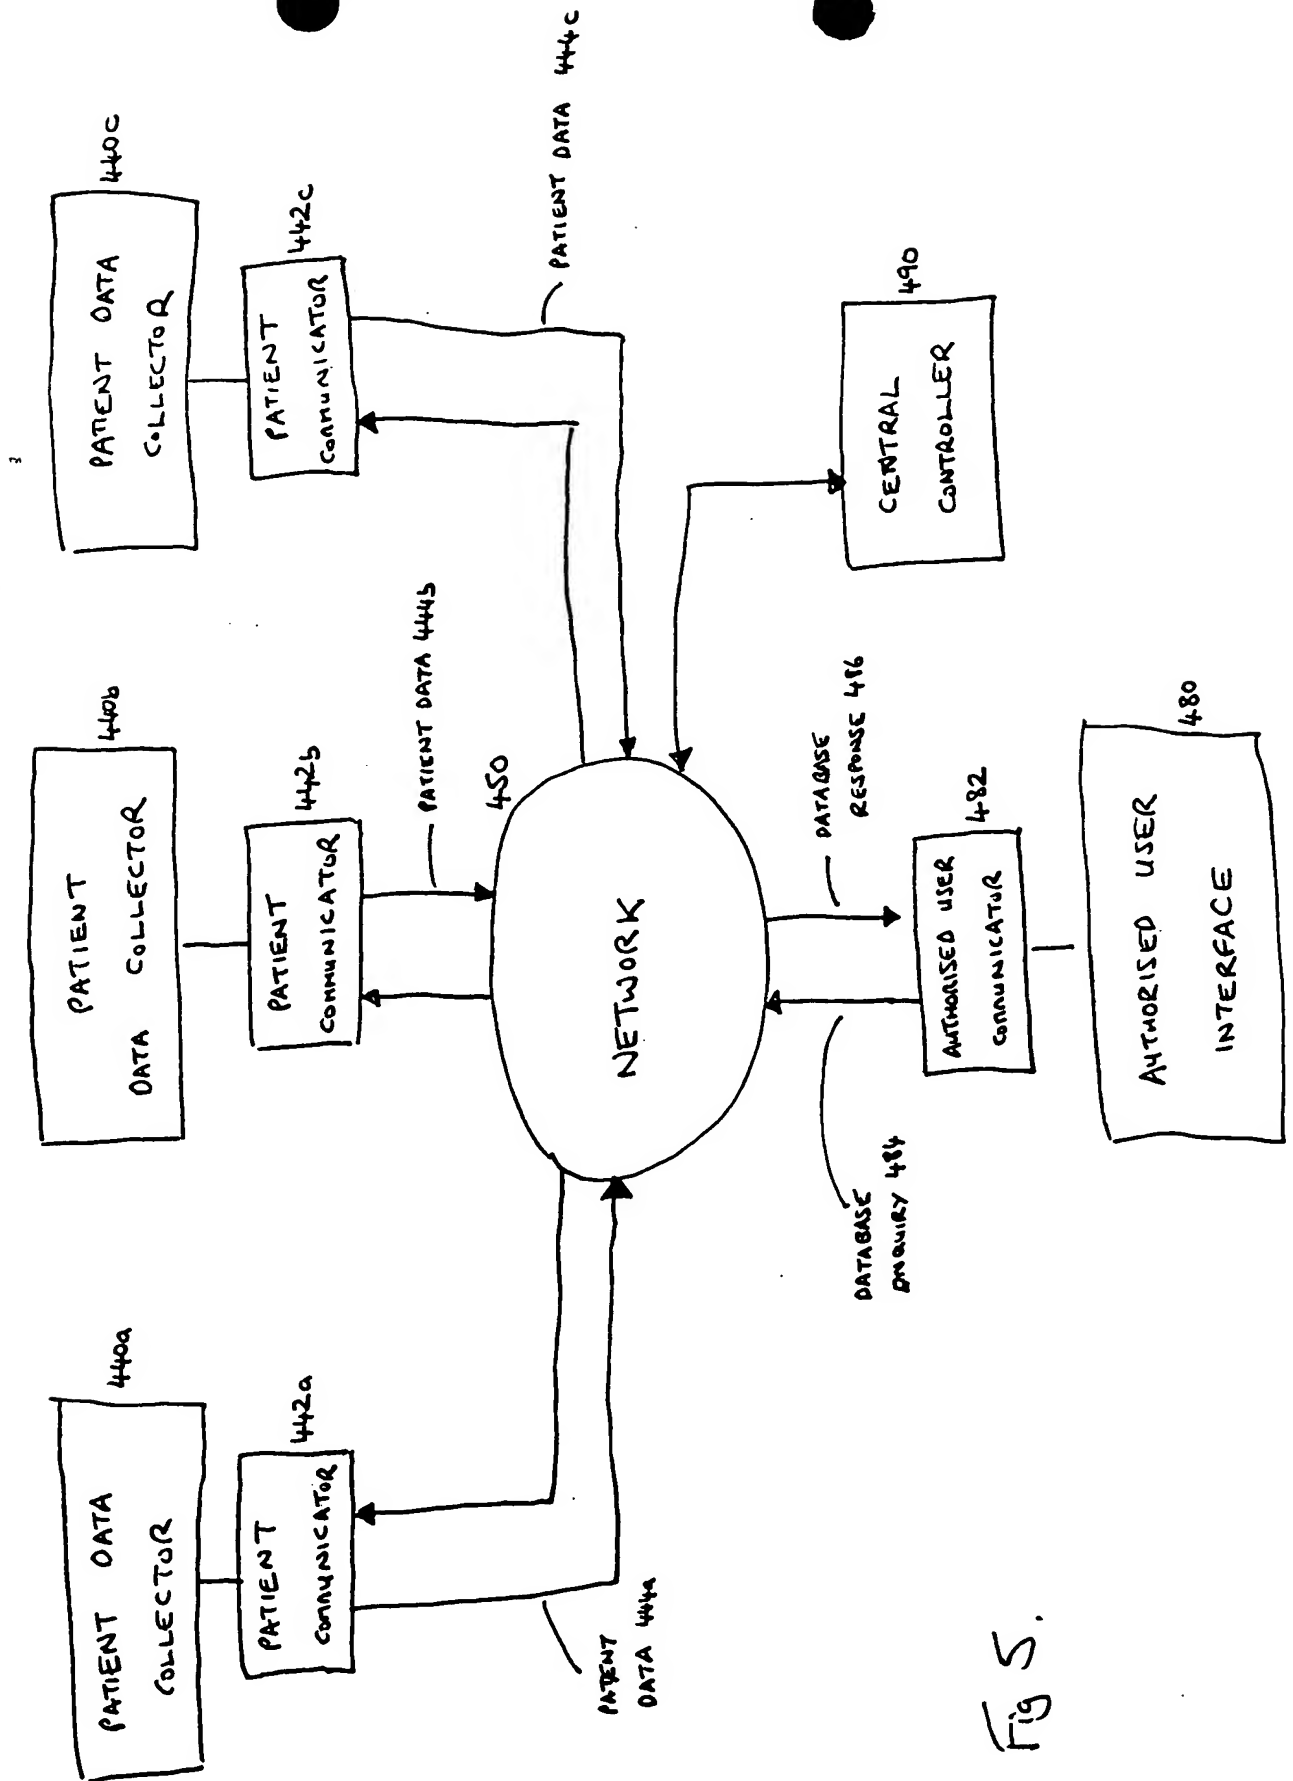 440a
PATIENT DATA
COLLECTOR
442a
PATIENT
COMMUNICATOR
PATIENT
DATA 444a
440b
PATIENT
DATA COLLECTOR
442b
PATIENT
COMMUNICATOR
PATIENT DATA 444b
440c
PATIENT DATA
COLLECTOR
442c
PATIENT
COMMUNICATOR
PATIENT DATA 444c
450
NETWORK
DATABASE
ENQUIRY 484
DATABASE
RESPONSE 486
482
AUTHORISED USER
COMMUNICATOR
480
AUTHORISED USER
INTERFACE
490
CENTRAL
CONTROLLER
Fig 5.